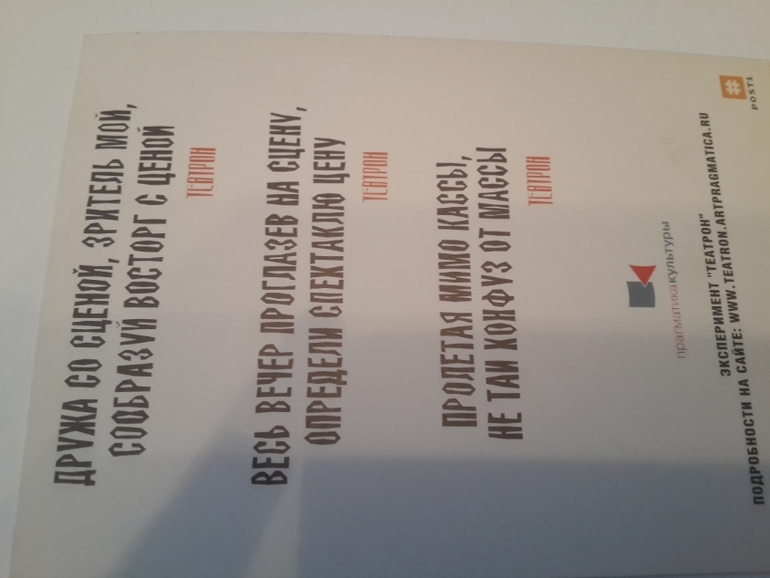 ДРУЖА СО СЦЕНОЙ, ЗРИТЕЛЬ МОЙ,
СООБРАЗУЙ ВОСТОРГ С ЦЕНОЙ
ТЕАТРОН
ВЕСЬ ВЕЧЕР ПРОГЛАЗЕВ НА СЦЕНУ,
ОПРЕДЕЛИ СПЕКТАКЛЮ ЦЕНУ
ТЕАТРОН
ПРОЛЕТАЯ МИМО КАССЫ,
НЕ ТАИ КОНФУЗ ОТ МАССЫ
ТЕАТРОН
прагматикакультуры
ЭКСПЕРИМЕНТ "ТЕАТРОН"
ПОДРОБНОСТИ НА САЙТЕ: WWW.TEATRON.ARTPRAGMATICA.RU
#
POST1